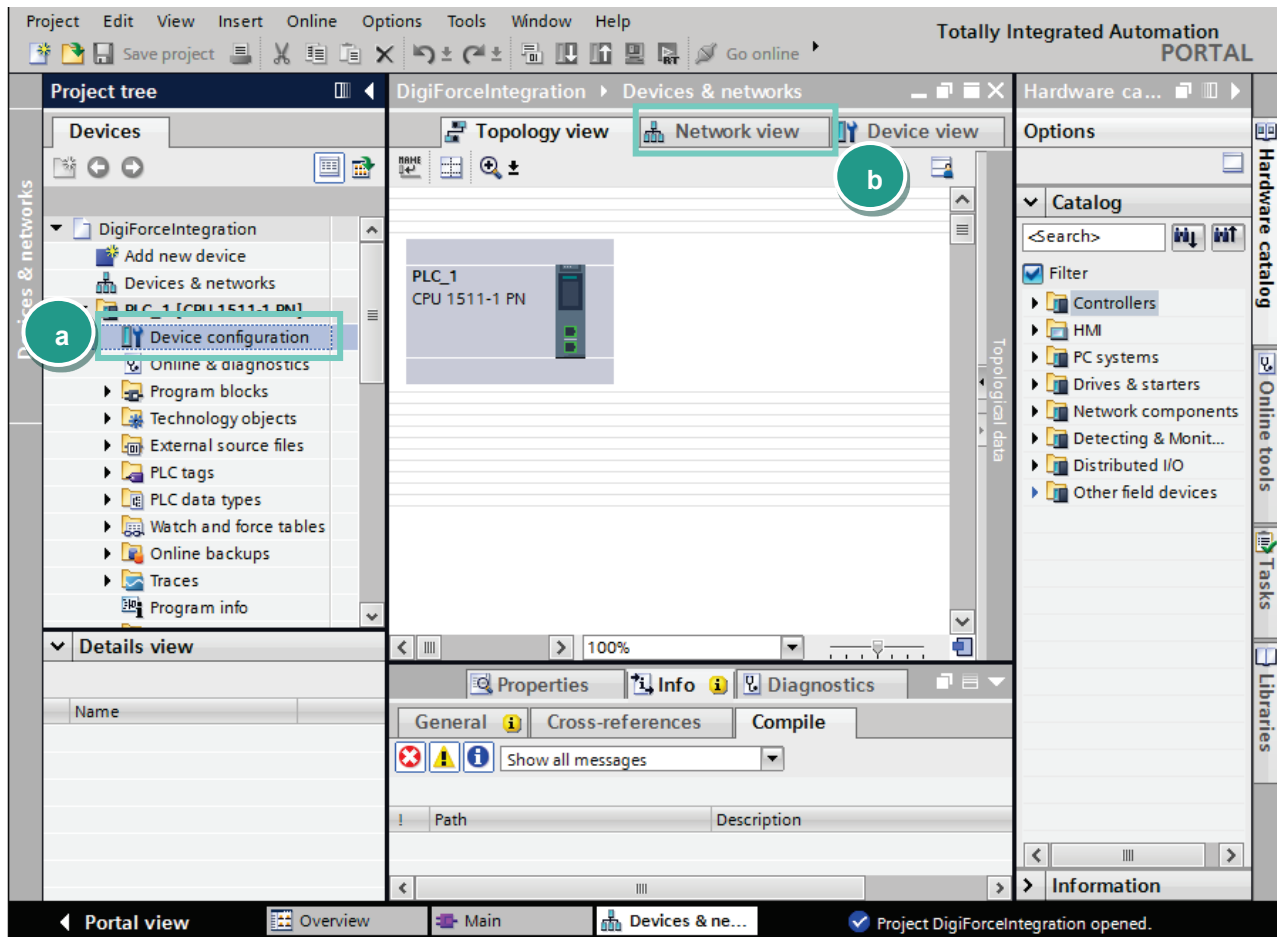 Project Edit View Insert Online Options Tools Window Help
Totally Integrated Automation
PORTAL
Save project
Go online
Project tree
DigiForceIntegration Devices & networks
Hardware ca...
Devices
Topology view Network view Device view
Options
NAME
b
Catalog
<Search>
Filter
Controllers
HMI
PC systems
Drives & starters
Network components
Detecting & Monit...
Distributed I/O
Other field devices
DigiForceIntegration
Add new device
Devices & networks
PLC_1 [CPU 1511-1 PN]
a
Device configuration
Online & diagnostics
Program blocks
Technology objects
External source files
PLC tags
PLC data types
Watch and force tables
Online backups
Traces
Program info
PLC_1
CPU 1511-1 PN
Topological data
Devices & networks
Hardware catalog
Online tools
Tasks
Libraries
100%
Details view
Name
Properties Info Diagnostics
General Cross-references Compile
Show all messages
! Path Description
Information
Portal view Overview Main Devices & ne... Project DigiForceIntegration opened.